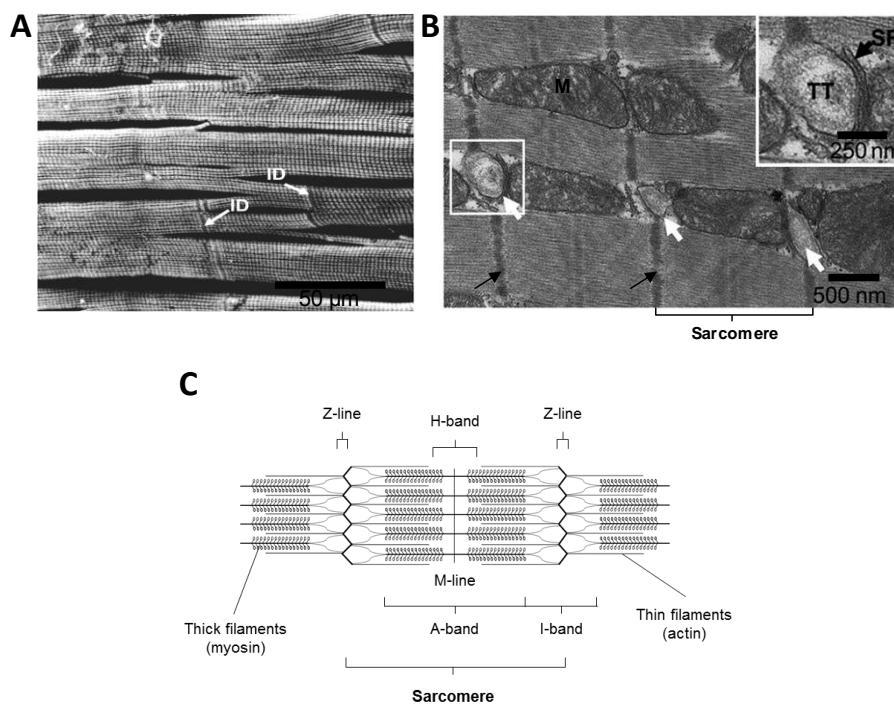 A
ID
ID
50 µm
B
M
TT
250 nm
500 nm
Sarcomere
C
Z-line
H-band
Z-line
M-line
Thick filaments
(myosin)
A-band
I-band
Thin filaments
(actin)
Sarcomere